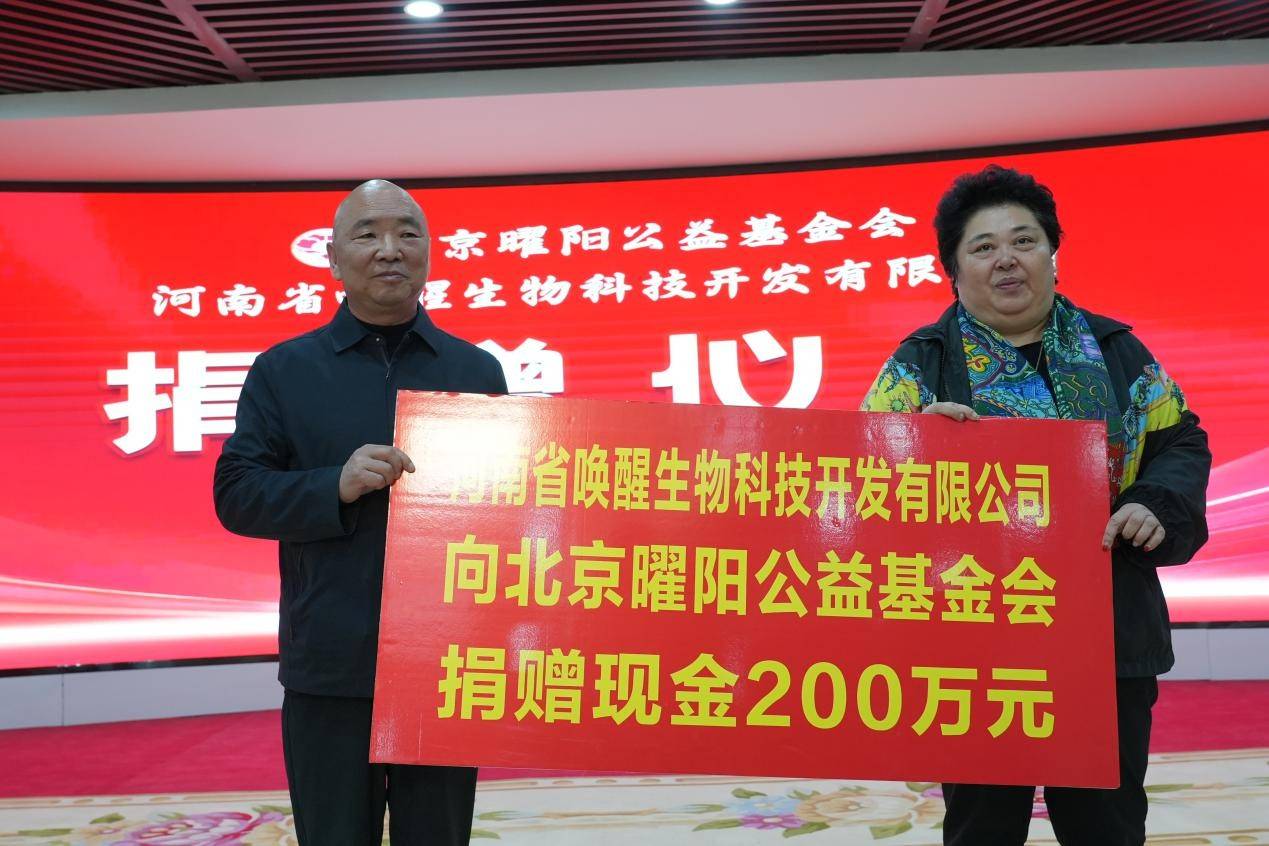 京曜阳公益基金会
河南省 醒生物科技开发有限
捐 赠 仪
河南省唤醒生物科技开发有限公司
向北京曜阳公益基金会
捐赠现金200万元